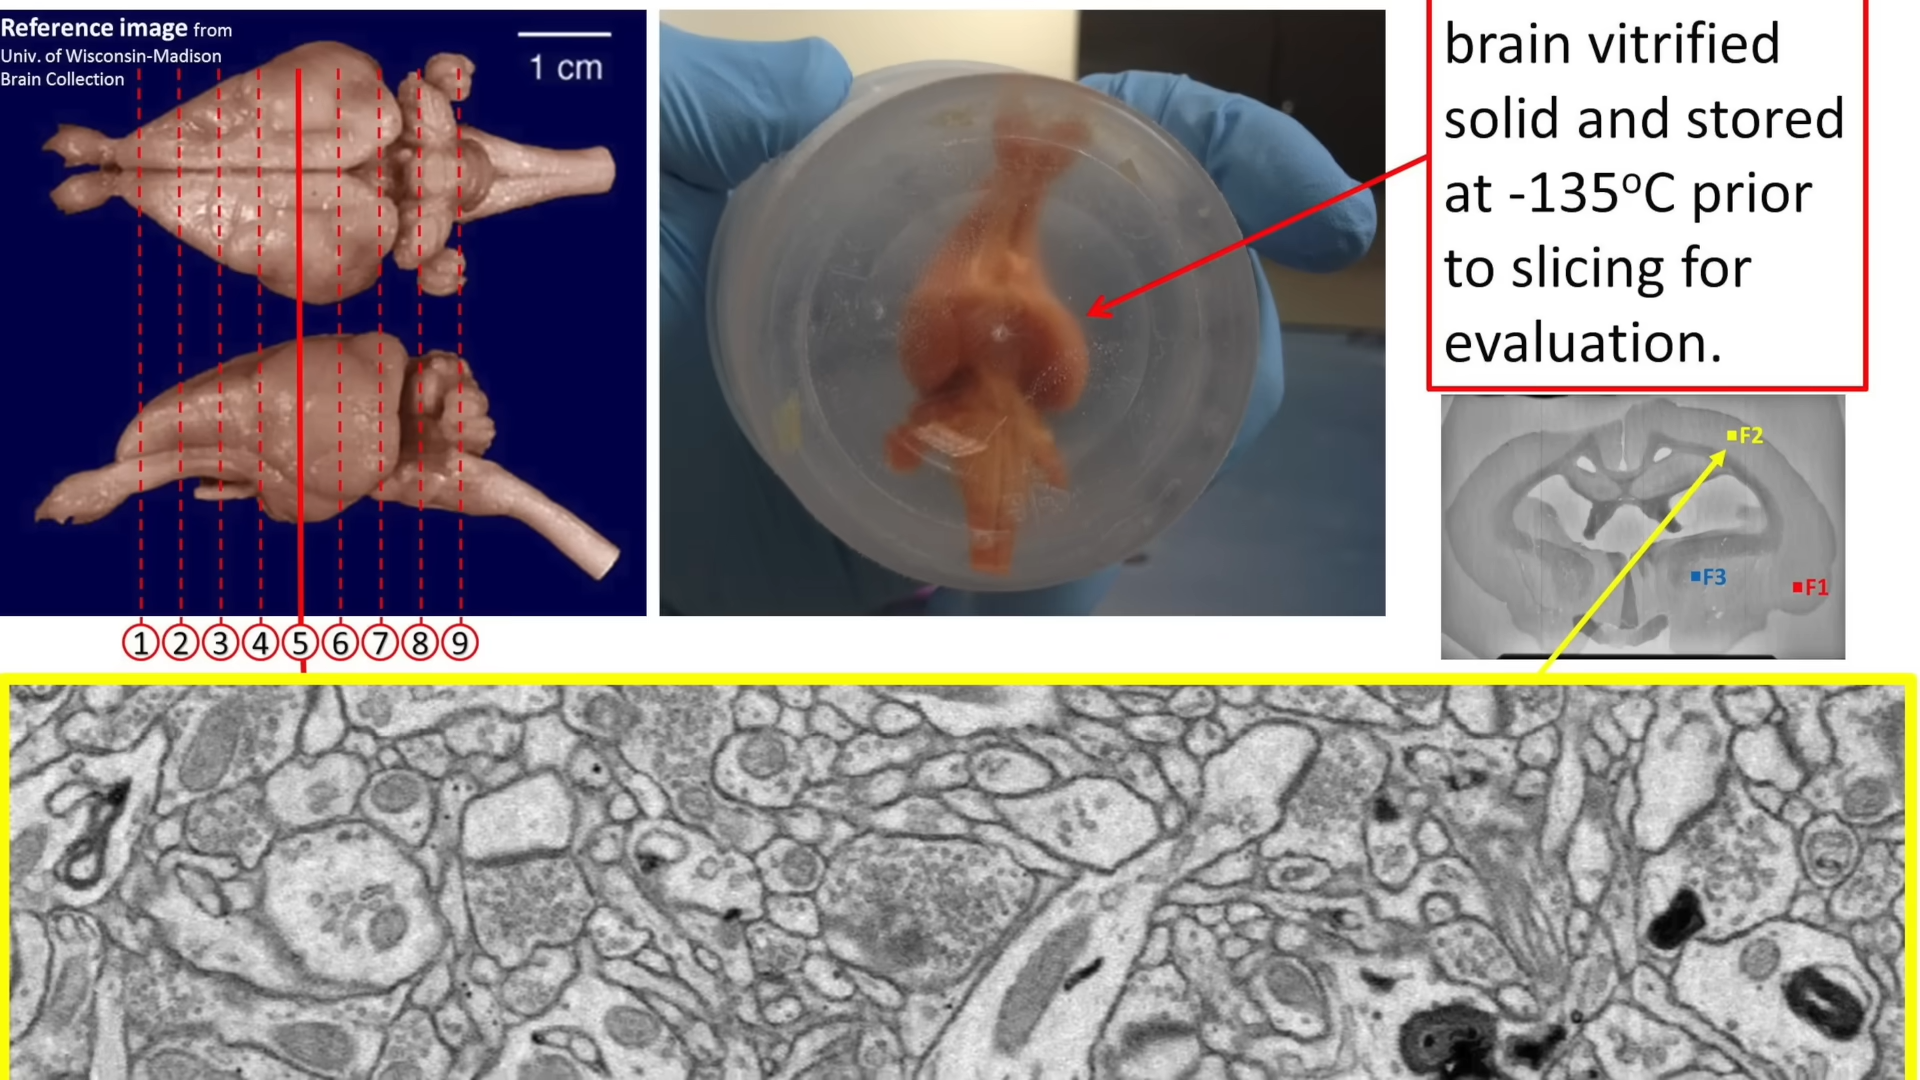 Reference image from
Univ. of Wisconsin-Madison
Brain Collection
1 cm
brain vitrified
solid and stored
at -135°C prior
to slicing for
evaluation.
F2
F3
F1
1 2 3 4 5 6 7 8 9